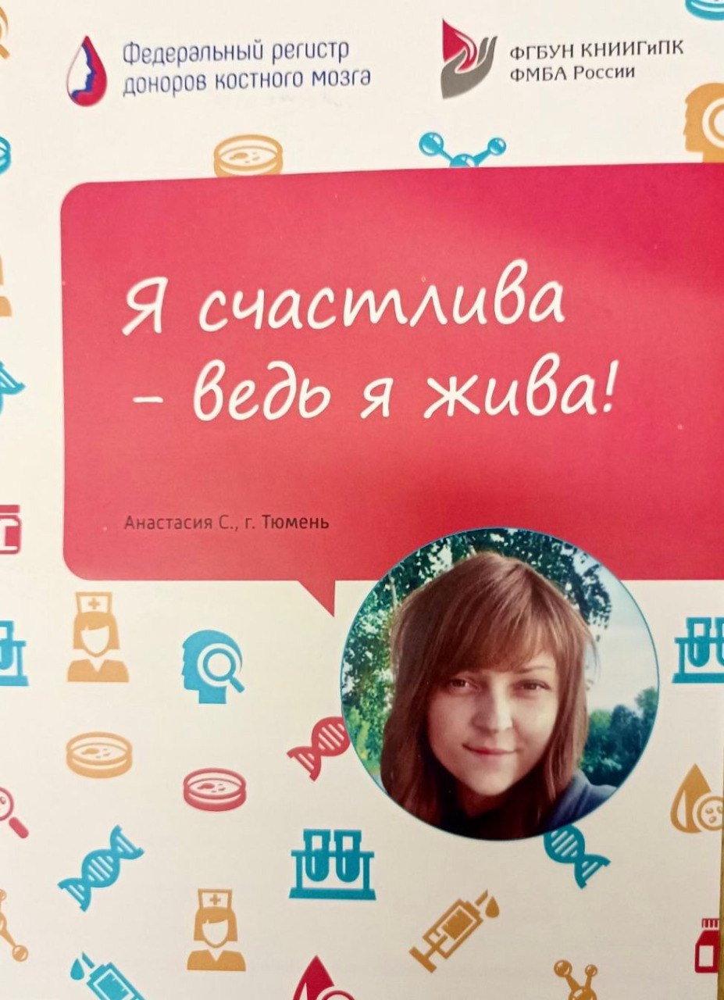 Федеральный регистр
доноров костного мозга
ФГБУН КНИИГиПК
ФМБА России
Я счастлива
- ведь я жива!
Анастасия С., г. Тюмень